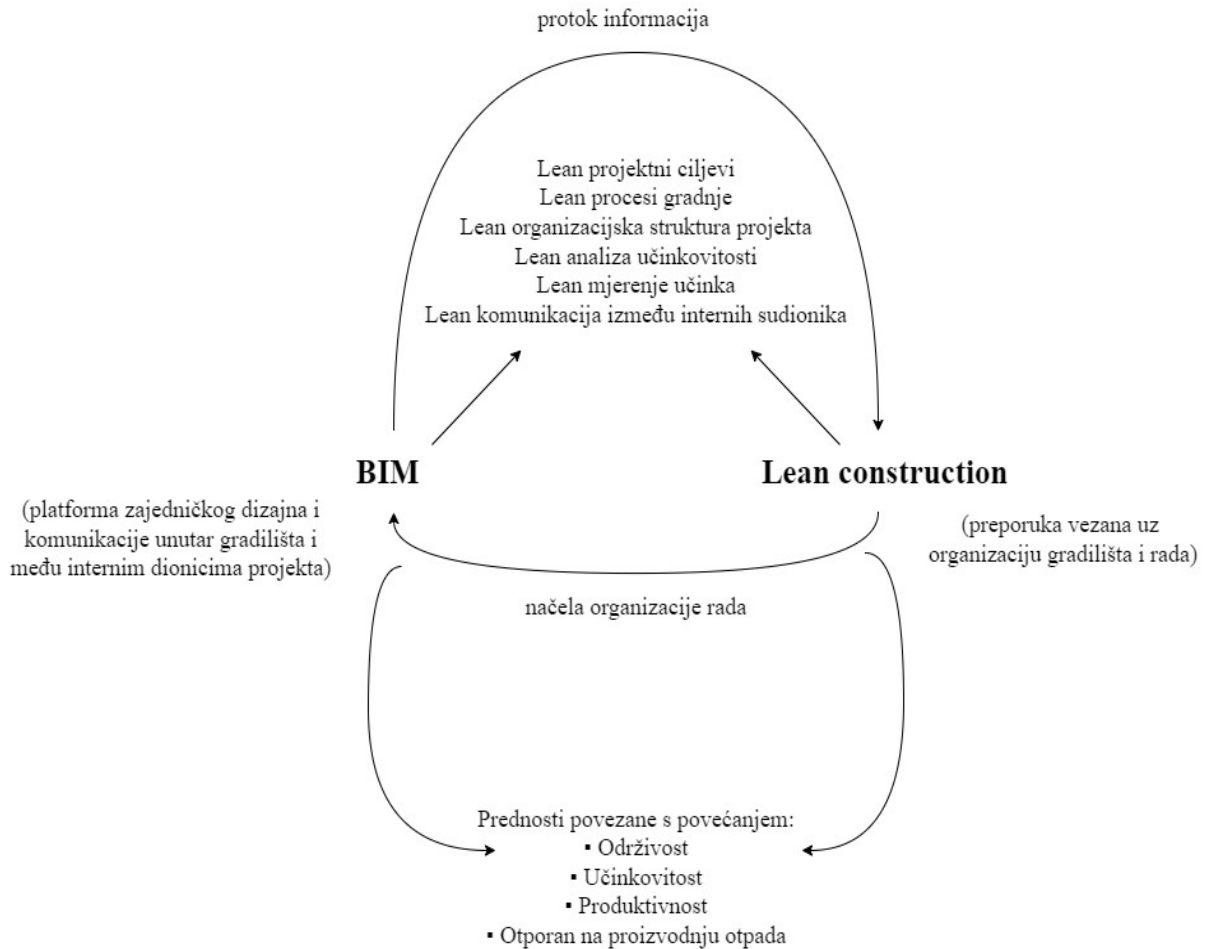 protok informacija
Lean projektni ciljevi
Lean procesi gradnje
Lean organizacijska struktura projekta
Lean analiza učinkovitosti
Lean mjerenje učinka
Lean komunikacija između internih sudionika
BIM
(platforma zajedničkog dizajna i
komunikacije unutar gradilišta i
među internim dionicima projekta)
Lean construction
(preporuka vezana uz
organizaciju gradilišta i rada)
načela organizacije rada
Prednosti povezane s povećanjem:
▪ Održivost
▪ Učinkovitost
▪ Produktivnost
▪ Otporan na proizvodnju otpada